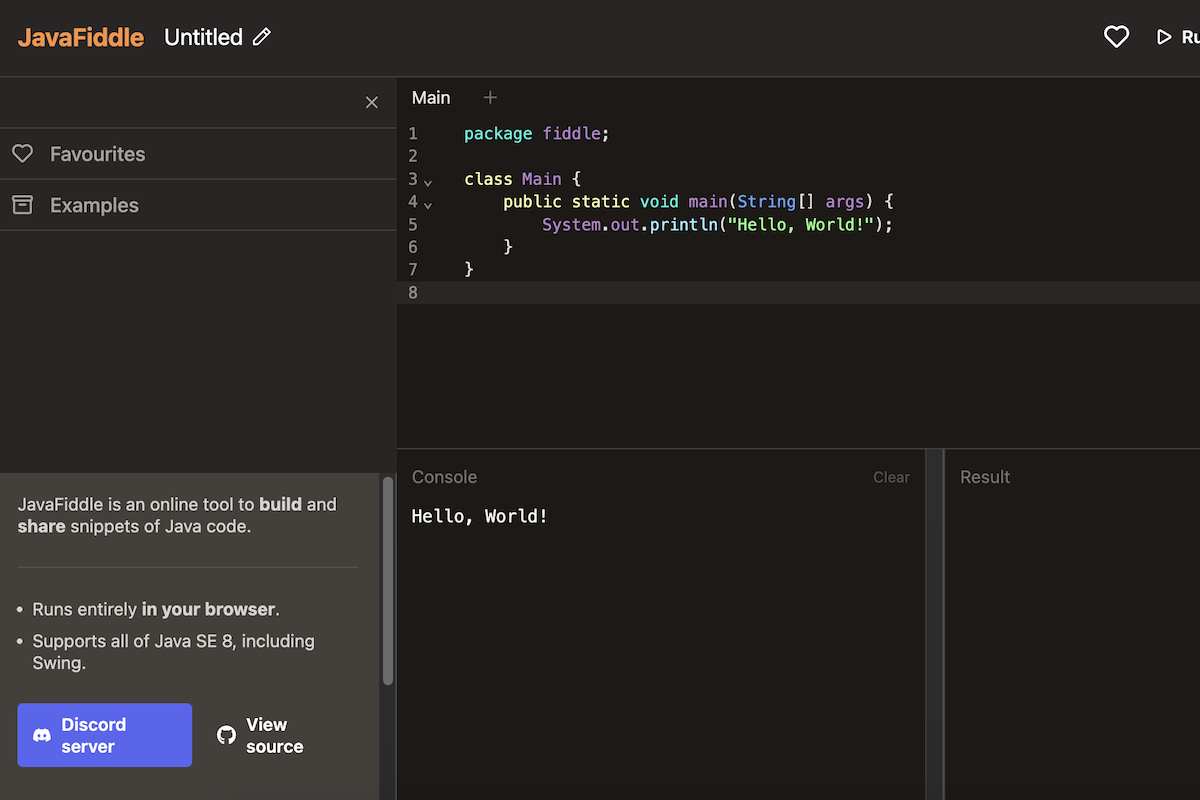 JavaFiddle Untitled
Favourites
Examples
JavaFiddle is an online tool to build and
share snippets of Java code.
• Runs entirely in your browser.
• Supports all of Java SE 8, including
Swing.
Discord
server
View
source
Main +
1 package fiddle;
2
3 class Main {
4     public static void main(String[] args) {
5         System.out.println("Hello, World!");
6     }
7 }
8
Console Clear
Hello, World!
Result